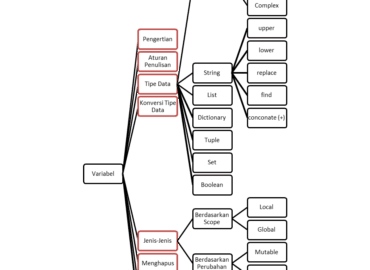 Complex
upper
Pengertian
lower
Aturan
Penulisan
String
replace
Tipe Data
List
find
Konversi Tipe
Data
Dictionary
conconate (+)
Tuple
Set
Variabel
Boolean
Local
Berdasarkan
Scope
Global
Jenis-Jenis
Mutable
Menghapus
Berdasarkan
Perubahan